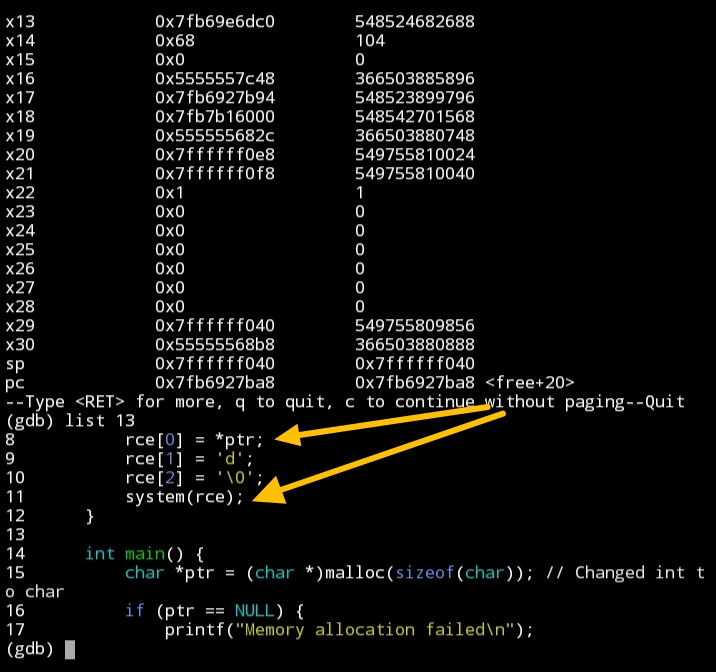 x13 0x7fb69e6dc0 548524682688
x14 0x68 104
x15 0x0 0
x16 0x5555557c48 366503885896
x17 0x7fb6927b94 548523899796
x18 0x7fb7b16000 548542701568
x19 0x555555682c 366503880748
x20 0x7ffffff0e8 549755810024
x21 0x7ffffff0f8 549755810040
x22 0x1 1
x23 0x0 0
x24 0x0 0
x25 0x0 0
x26 0x0 0
x27 0x0 0
x28 0x0 0
x29 0x7ffffff040 549755809856
x30 0x55555568b8 366503880888
sp 0x7ffffff040 0x7ffffff040
pc 0x7fb6927ba8 0x7fb6927ba8 <free+20>
--Type <RET> for more, q to quit, c to continue without paging--Quit
(gdb) list 13
8 rce[0] = *ptr;
9 rce[1] = 'd';
10 rce[2] = '\0';
11 system(rce);
12 }
13
14 int main() {
15 char *ptr = (char *)malloc(sizeof(char)); // Changed int t
o char
16 if (ptr == NULL) {
17 printf("Memory allocation failed\n");
(gdb)